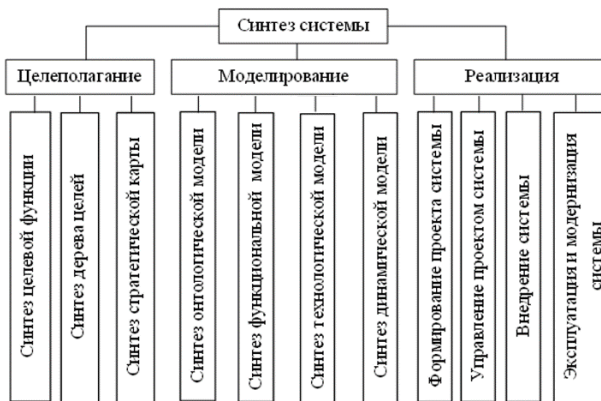 Синтез системы
Целеполагание
Моделирование
Реализация
Синтез целевой функции
Синтез дерева целей
Синтез стратегической карты
Синтез онтологической модели
Синтез функциональной модели
Синтез технологической модели
Синтез динамической модели
Формирование проекта системы
Управление проектом системы
Внедрение системы
Эксплуатация и модернизация
системы